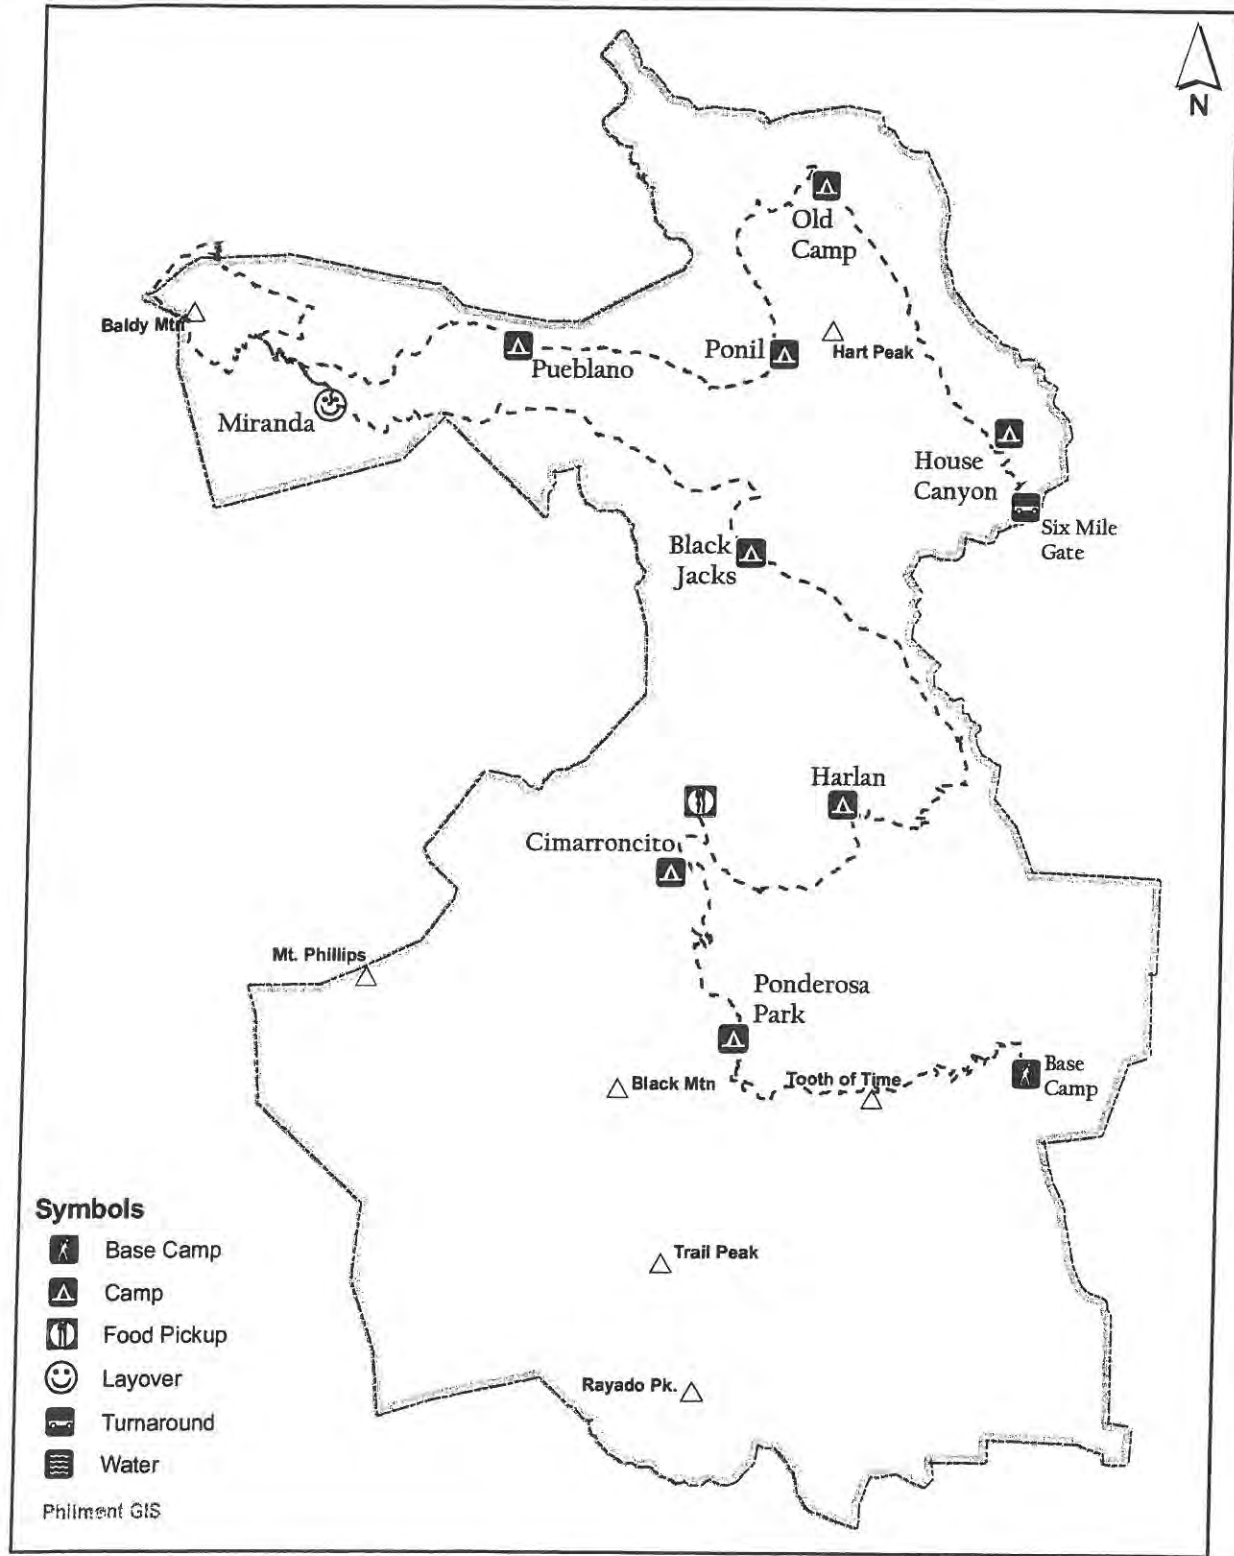 N
Old
Camp
Baldy Mtn
Ponil
Hart Peak
Pueblano
Miranda
House
Canyon
Six Mile
Gate
Black
Jacks
Harlan
Cimarroncito
Mt. Phillips
Ponderosa
Park
Black Mtn
Tooth of Time
Base
Camp
Symbols
Base Camp
Camp
Food Pickup
Layover
Turnaround
Water
Philmont GIS
Trail Peak
Rayado Pk.